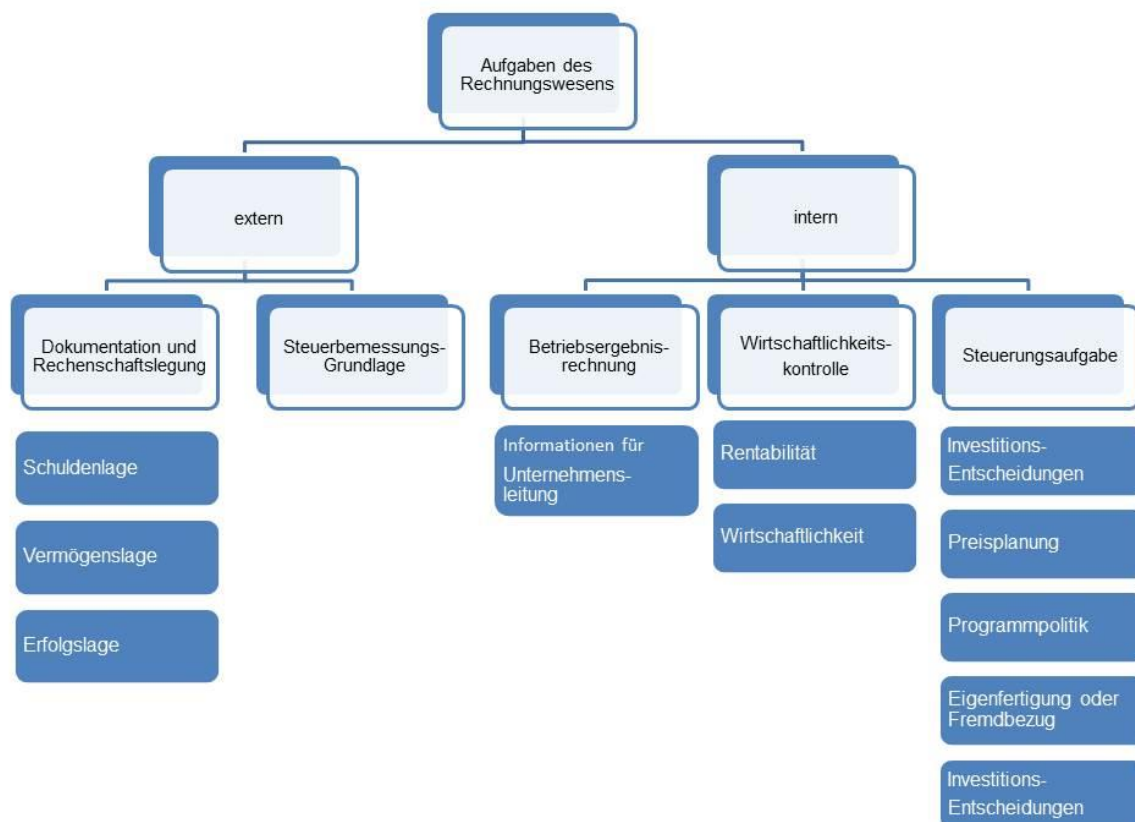 Aufgaben des
Rechnungswesens
extern
intern
Dokumentation und
Rechenschaftslegung
Steuerbemessungs-
Grundlage
Betriebsergebnis-
rechnung
Wirtschaftlichkeits-
kontrolle
Steuerungsaufgabe
Schuldenlage
Vermögenslage
Erfolgslage
Informationen für
Unternehmens-
leitung
Rentabilität
Wirtschaftlichkeit
Investitions-
Entscheidungen
Preisplanung
Programmpolitik
Eigenfertigung oder
Fremdbezug
Investitions-
Entscheidungen